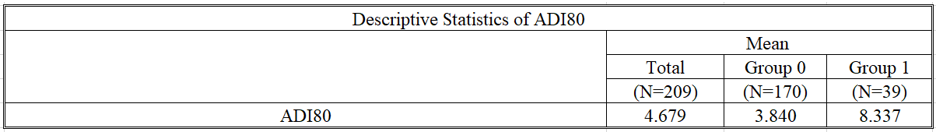 Descriptive Statistics of ADI80
Mean
Total Group 0 Group 1
(N=209) (N=170) (N=39)
ADI80 4.679 3.840 8.337